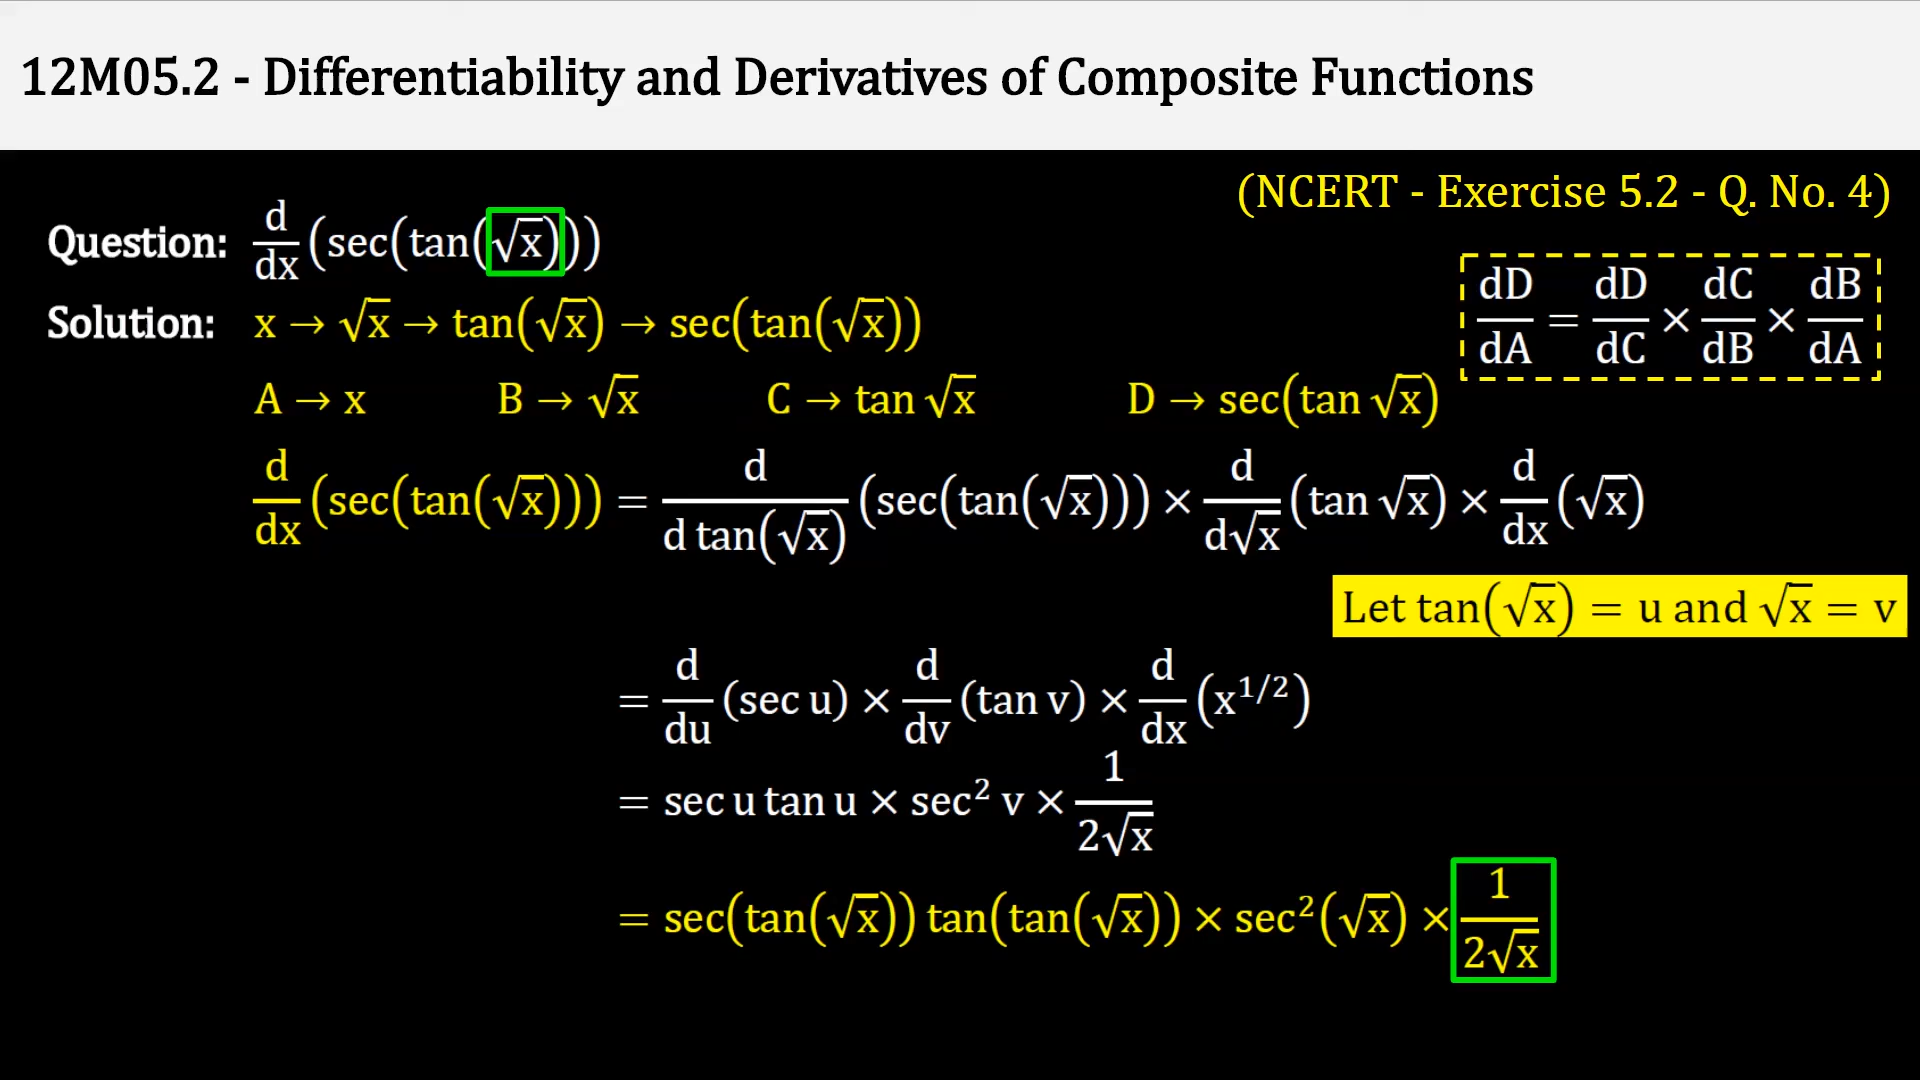 12M05.2 - Differentiability and Derivatives of Composite Functions
(NCERT - Exercise 5.2 - Q. No. 4)
Question: d/dx (sec(tan(√x)))
dD/dA = dD/dC × dC/dB × dB/dA
Solution: x → √x → tan(√x) → sec(tan(√x))
A → x B → √x C → tan √x D → sec(tan √x)
d/dx (sec(tan(√x))) = d/d tan(√x) (sec(tan(√x))) × d/d√x (tan √x) × d/dx (√x)
Let tan(√x) = u and √x = v
= d/du (sec u) × d/dv (tan v) × d/dx (x^1/2)
= sec u tan u × sec² v × 1/2√x
= sec(tan(√x)) tan(tan(√x)) × sec²(√x) × 1/2√x